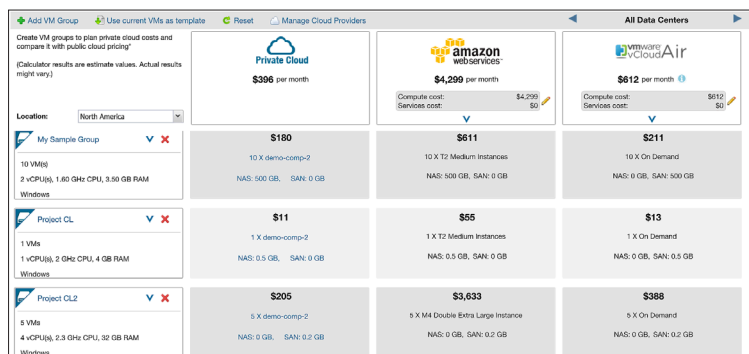 Add VM Group Use current VMs as template Reset Manage Cloud Providers All Data Centers
Create VM groups to plan private cloud costs and
compare it with public cloud pricing*
(Calculator results are estimate values. Actual results
might vary.)
Location: North America
Private Cloud
$396 per month
amazon
webservices
$4,299 per month
Compute cost: $4,299
Services cost: $0
vmware
vCloud Air
$612 per month
Compute cost: $612
Services cost: $0
My Sample Group
10 VM(s)
2 vCPU(s), 1.60 GHz CPU, 3.50 GB RAM
Windows
$180
10 X demo-comp-2
NAS: 500 GB, SAN: 0 GB
$611
10 X T2 Medium Instances
NAS: 500 GB, SAN: 0 GB
$211
10 X On Demand
NAS: 0 GB, SAN: 500 GB
Project CL
1 VMs
1 vCPU(s), 2 GHz CPU, 4 GB RAM
Windows
$11
1 X demo-comp-2
NAS: 0.5 GB, SAN: 0 GB
$55
1 X T2 Medium Instances
NAS: 0.5 GB, SAN: 0 GB
$13
1 X On Demand
NAS: 0 GB, SAN: 0.5 GB
Project CL2
5 VMs
4 vCPU(s), 2.3 GHz CPU, 32 GB RAM
Windows
$205
5 X demo-comp-2
NAS: 0 GB, SAN: 0.2 GB
$3,633
5 X M4 Double Extra Large Instance
NAS: 0 GB, SAN: 0.2 GB
$388
5 X On Demand
NAS: 0 GB, SAN: 0.2 GB